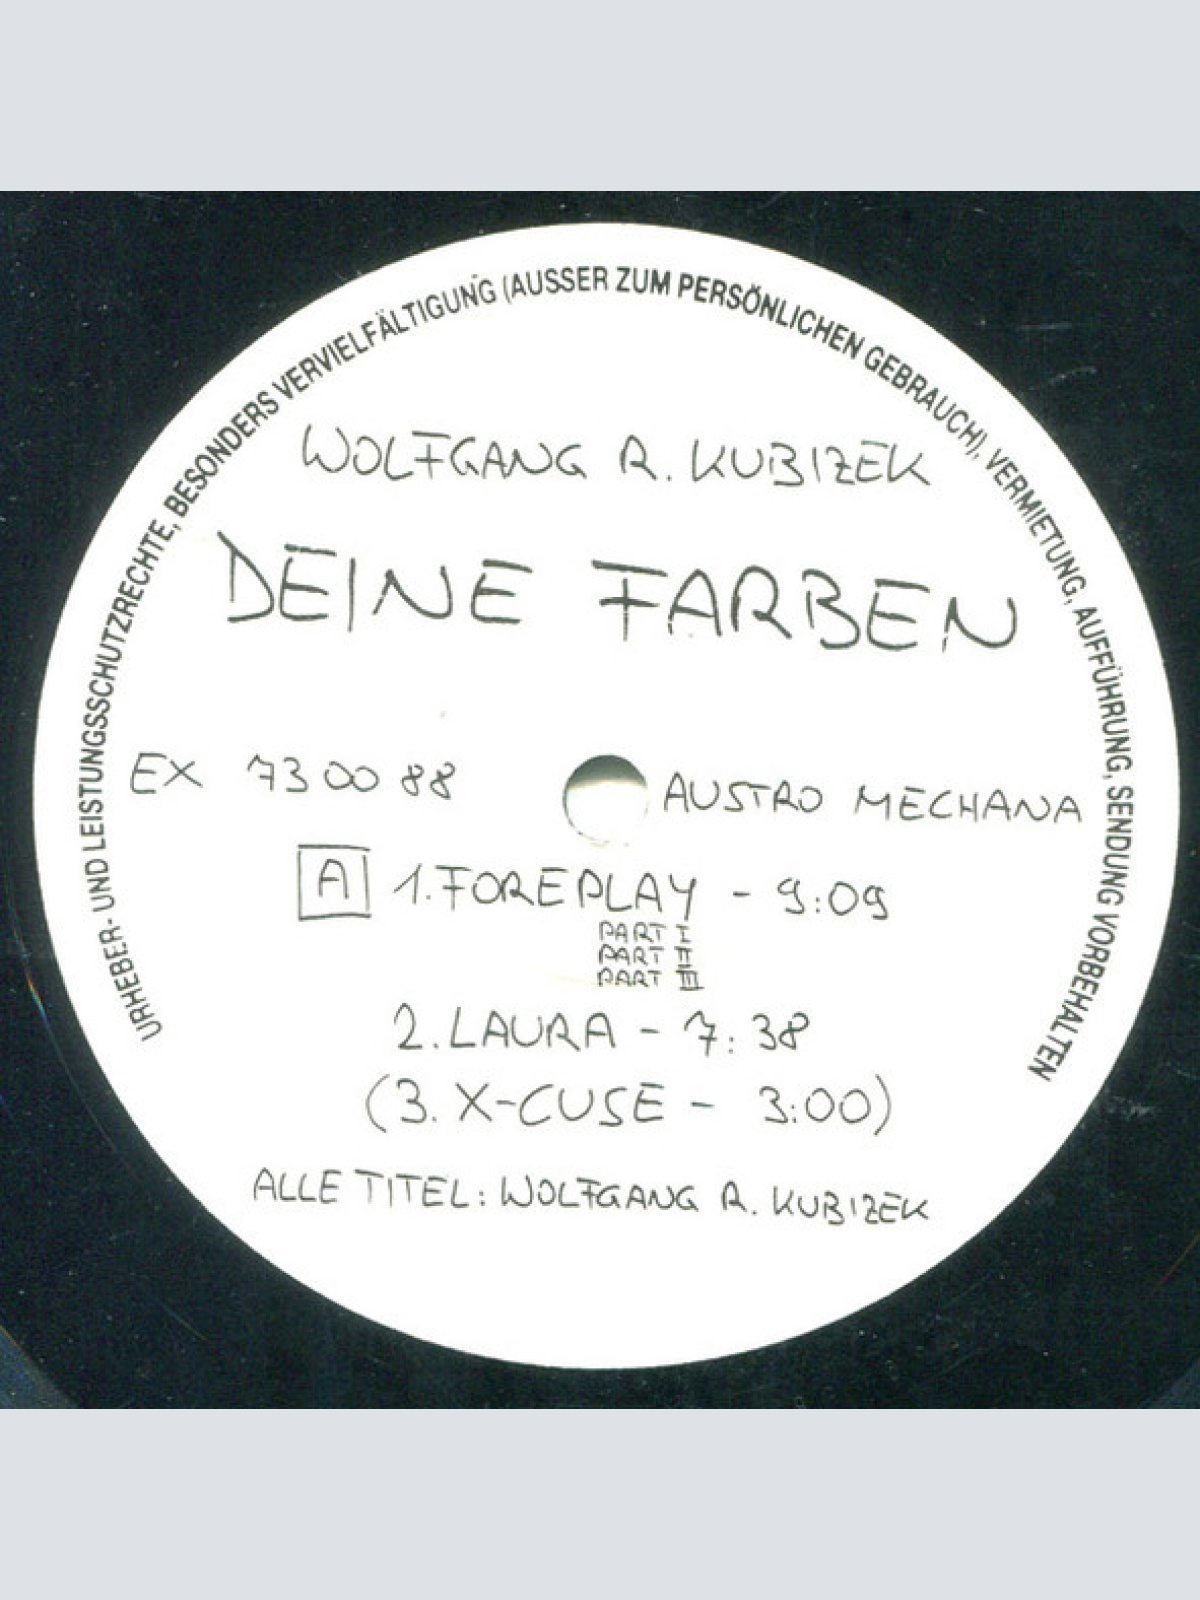 URHEBER- UND LEISTUNGSSCHUTZRECHTE, BESONDERS VERVIELFÄLTIGUNG (AUSSER ZUM PERSÖNLICHEN GEBRAUCH), VERMIETUNG, AUFFÜHRUNG, SENDUNG VORBEHALTEN
WOLFGANG R. KUBIZEK
DEINE FARBEN
EX 730088 AUSTRO MECHANA
A 1. FOREPLAY - 9:09
PART I
PART II
PART III
2. LAURA - 7:38
(3. X-CUSE - 3:00)
ALLE TITEL: WOLFGANG R. KUBIZEK